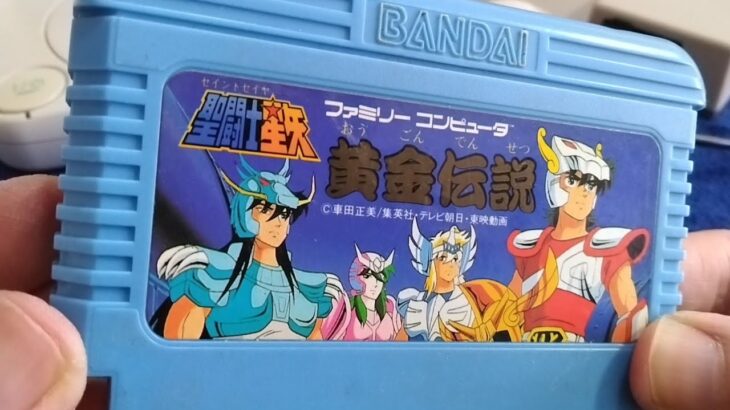 BANDAI
セイントセイヤ
聖闘士星矢
ファミリー コンピュータ™
おう ごん でん せつ
黄金伝説
©車田正美/集英社・テレビ朝日・東映動画